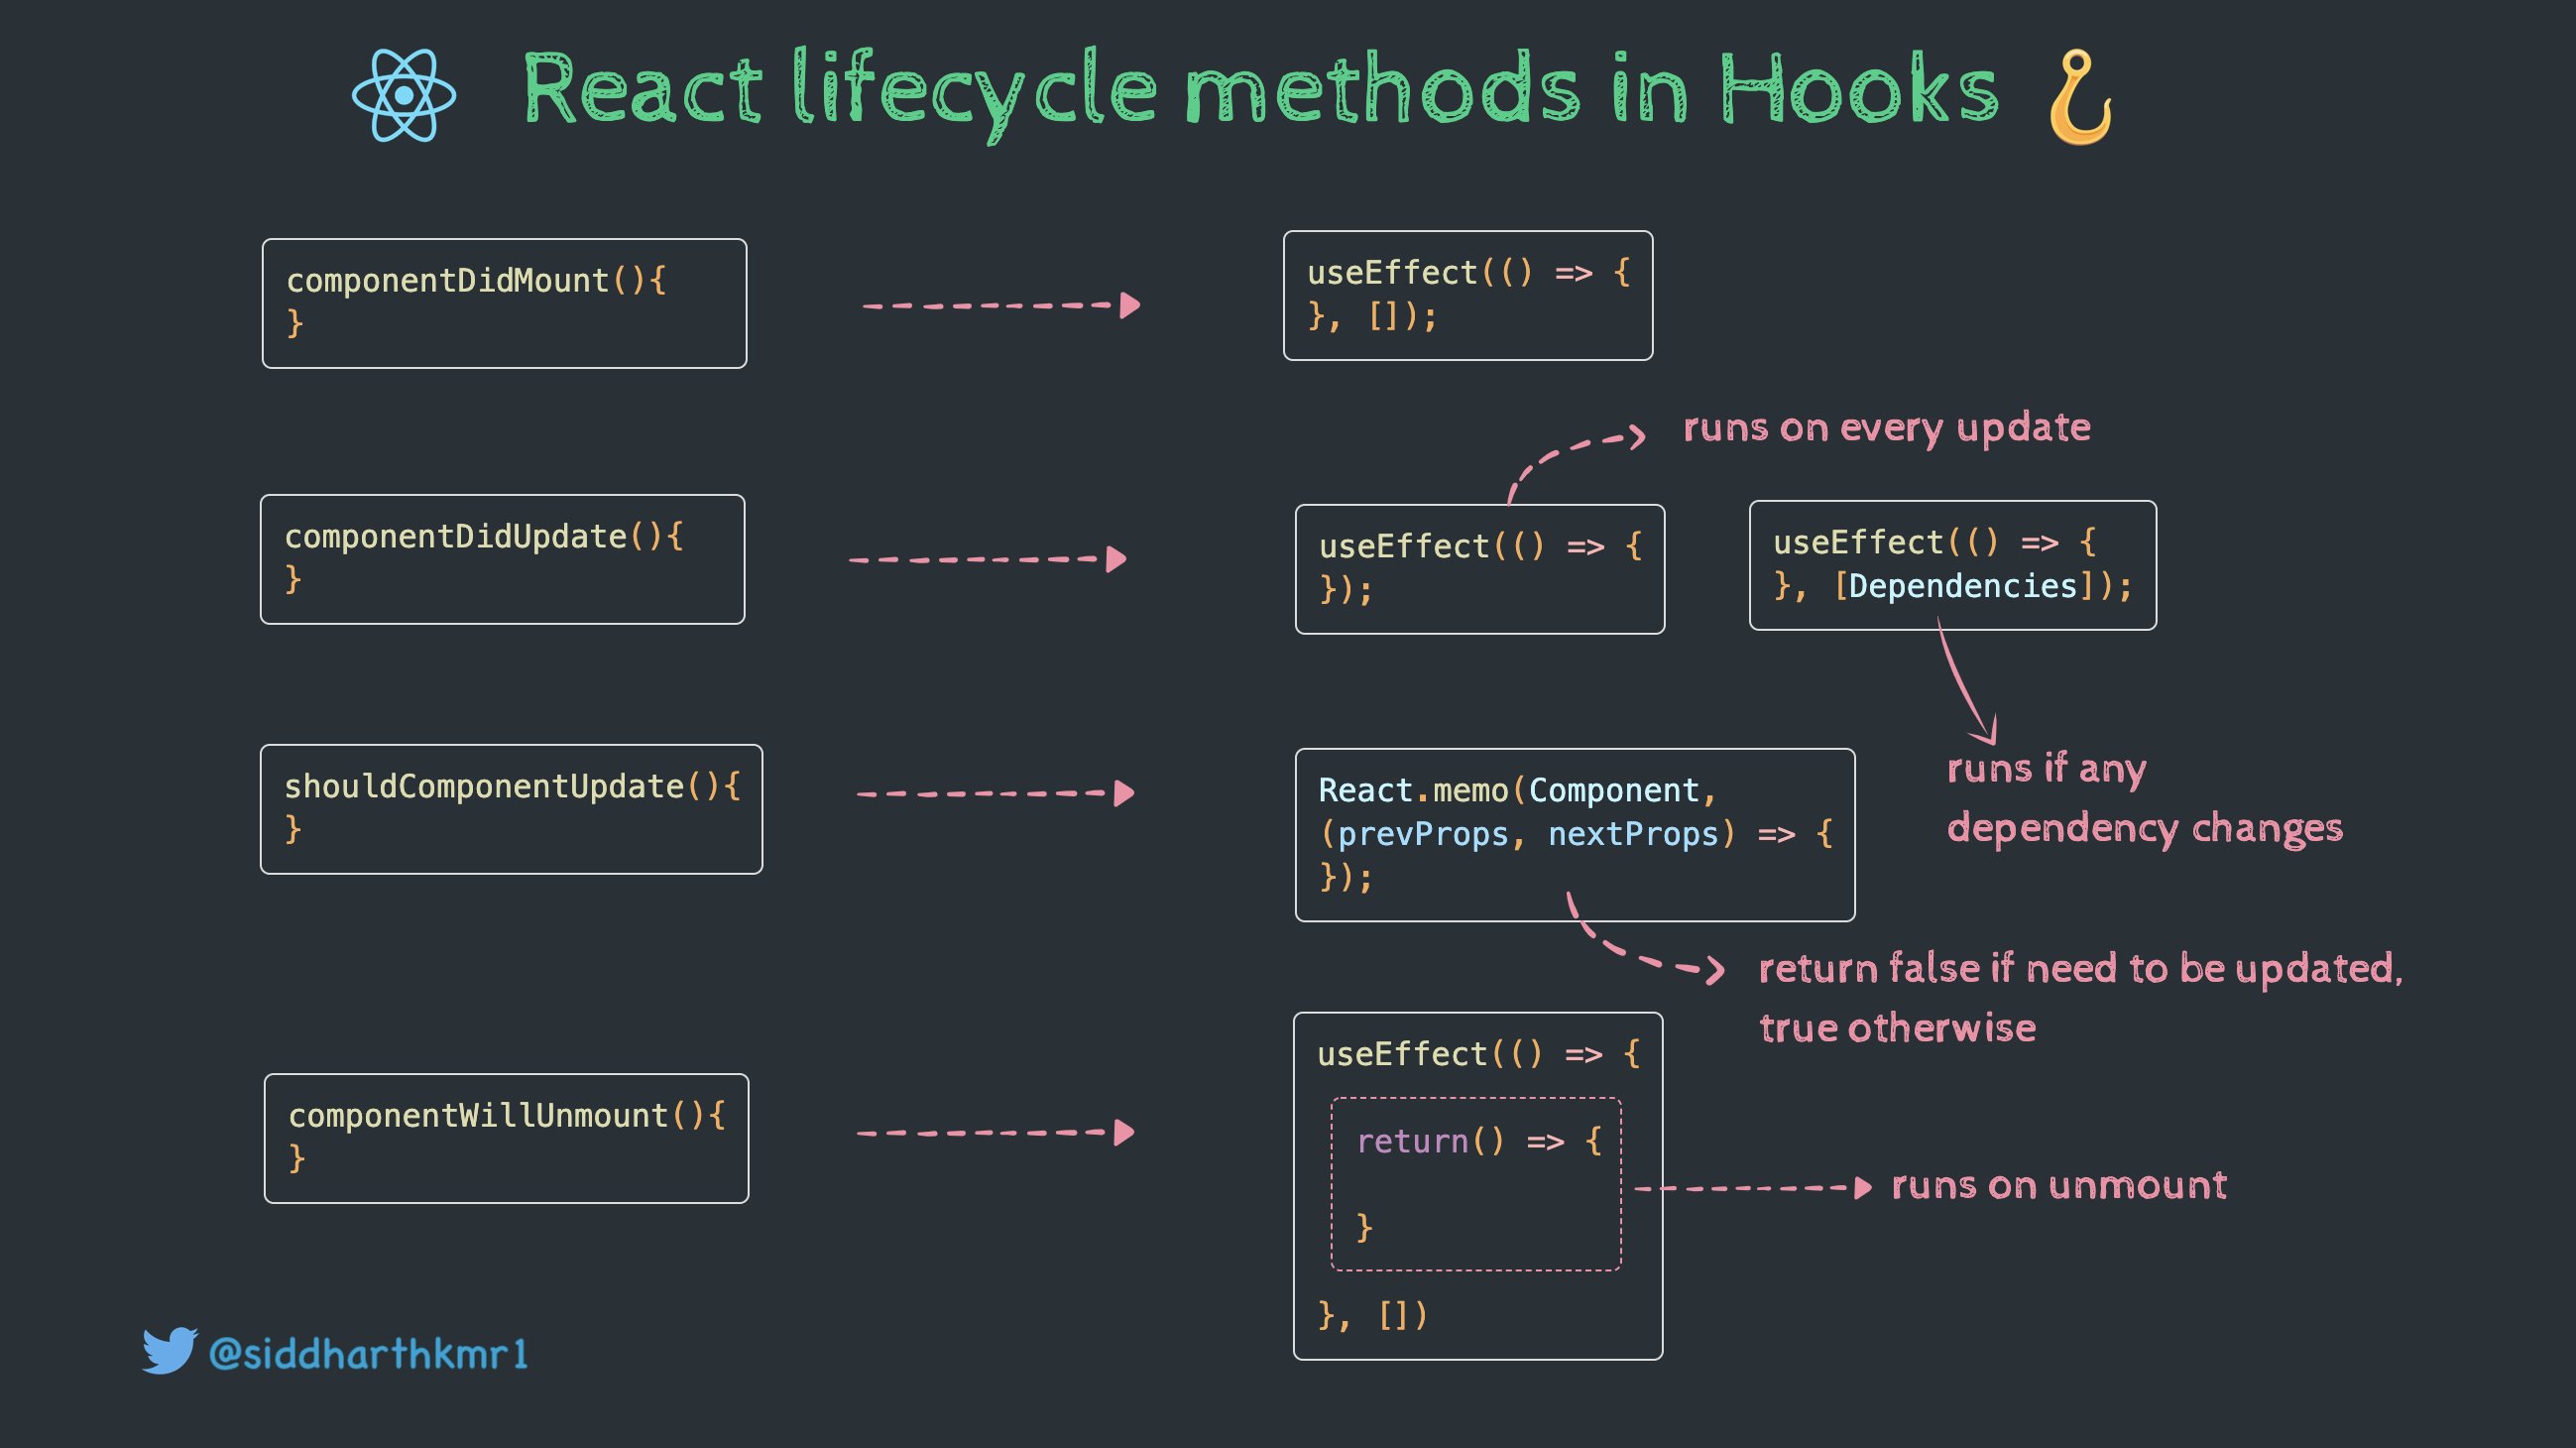 React lifecycle methods in Hooks
componentDidMount(){
}
useEffect(() => {
}, []);
runs on every update
componentDidUpdate(){
}
useEffect(() => {
});
useEffect(() => {
}, [Dependencies]);
runs if any
dependency changes
shouldComponentUpdate(){
}
React.memo(Component,
(prevProps, nextProps) => {
});
return false if need to be updated,
true otherwise
componentWillUnmount(){
}
useEffect(() => {
return() => {
}
}, [])
runs on unmount
@siddharthkmr1